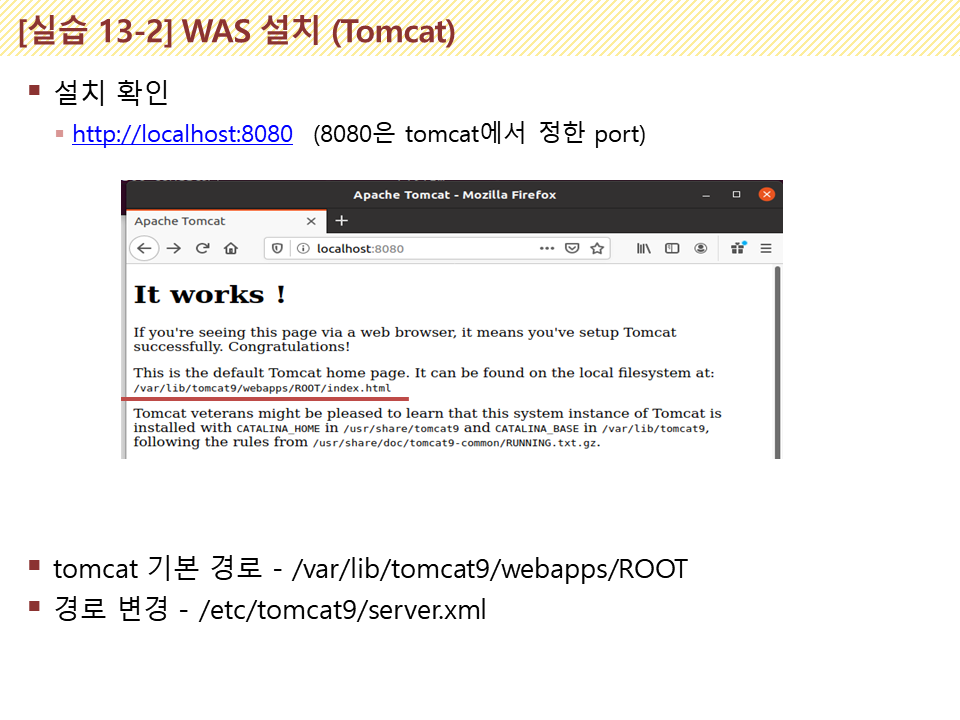 [실습 13-2] WAS 설치 (Tomcat)
설치 확인
http://localhost:8080 (8080은 tomcat에서 정한 port)
Apache Tomcat - Mozilla Firefox
Apache Tomcat
localhost:8080
It works !
If you're seeing this page via a web browser, it means you've setup Tomcat
successfully. Congratulations!
This is the default Tomcat home page. It can be found on the local filesystem at:
/var/lib/tomcat9/webapps/ROOT/index.html
Tomcat veterans might be pleased to learn that this system instance of Tomcat is
installed with CATALINA_HOME in /usr/share/tomcat9 and CATALINA_BASE in /var/lib/tomcat9,
following the rules from /usr/share/doc/tomcat9-common/RUNNING.txt.gz.
tomcat 기본 경로 - /var/lib/tomcat9/webapps/ROOT
경로 변경 - /etc/tomcat9/server.xml